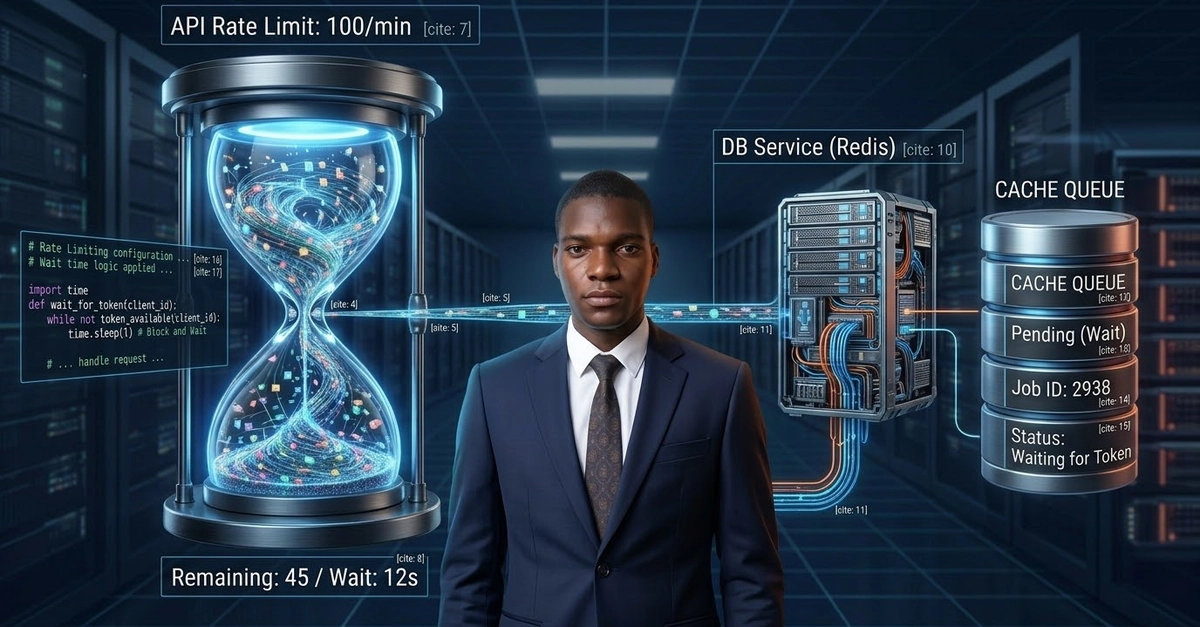 API Rate Limit: 100/min [cite: 7]
# Rate Limiting configuration ... [cite: 16]
# Wait time logic applied ... [cite: 17]
import time
def wait_for_token(client_id):
while not token_available(client_id):
time.sleep(1) # Block and Wait
# ... handle request ...
[cite: 4]
[cite: 5]
[aite: 5]
[cite: 11]
Remaining: 45 / Wait: 12s [cite: 8]
DB Service (Redis) [cite: 10]
[cite: 11]
CACHE QUEUE
CACHE QUEUE
Pending (Wait)
[cite: 18]
Job ID: 2938
[cite: 14]
[cite: 15]
Status:
Waiting for Token